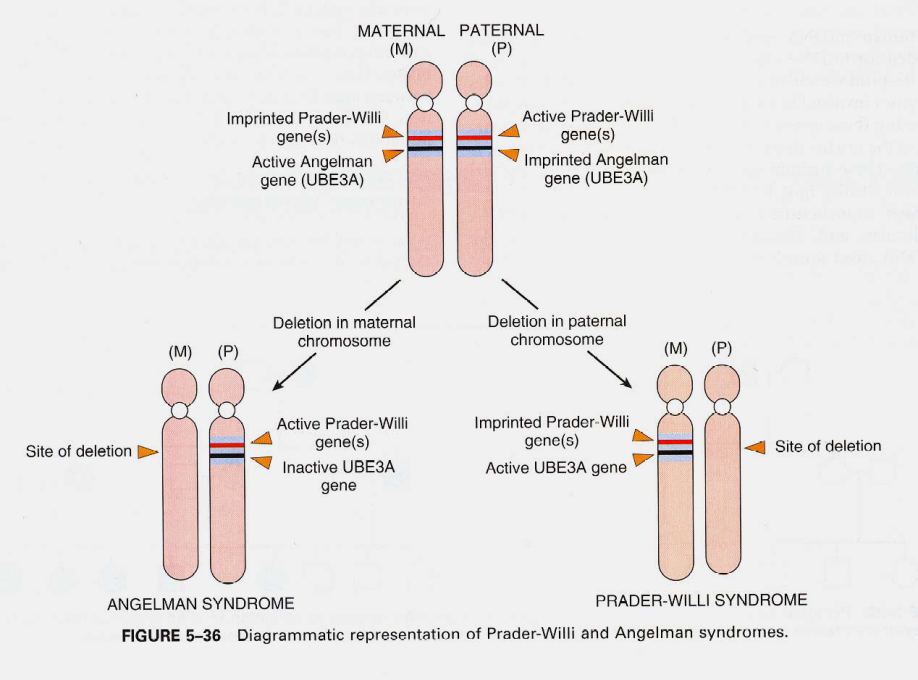 MATERNAL PATERNAL
(M) (P)
Imprinted Prader-Willi
gene(s)
Active Angelman
gene (UBE3A)
Active Prader-Willi
gene(s)
Imprinted Angelman
gene (UBE3A)
Deletion in maternal
chromosome
Deletion in paternal
chromosome
(M) (P)
Site of deletion
Active Prader-Willi
gene(s)
Inactive UBE3A
gene
ANGELMAN SYNDROME
(M) (P)
Imprinted Prader-Willi
gene(s)
Active UBE3A gene
Site of deletion
PRADER-WILLI SYNDROME
FIGURE 5–36 Diagrammatic representation of Prader-Willi and Angelman syndromes.